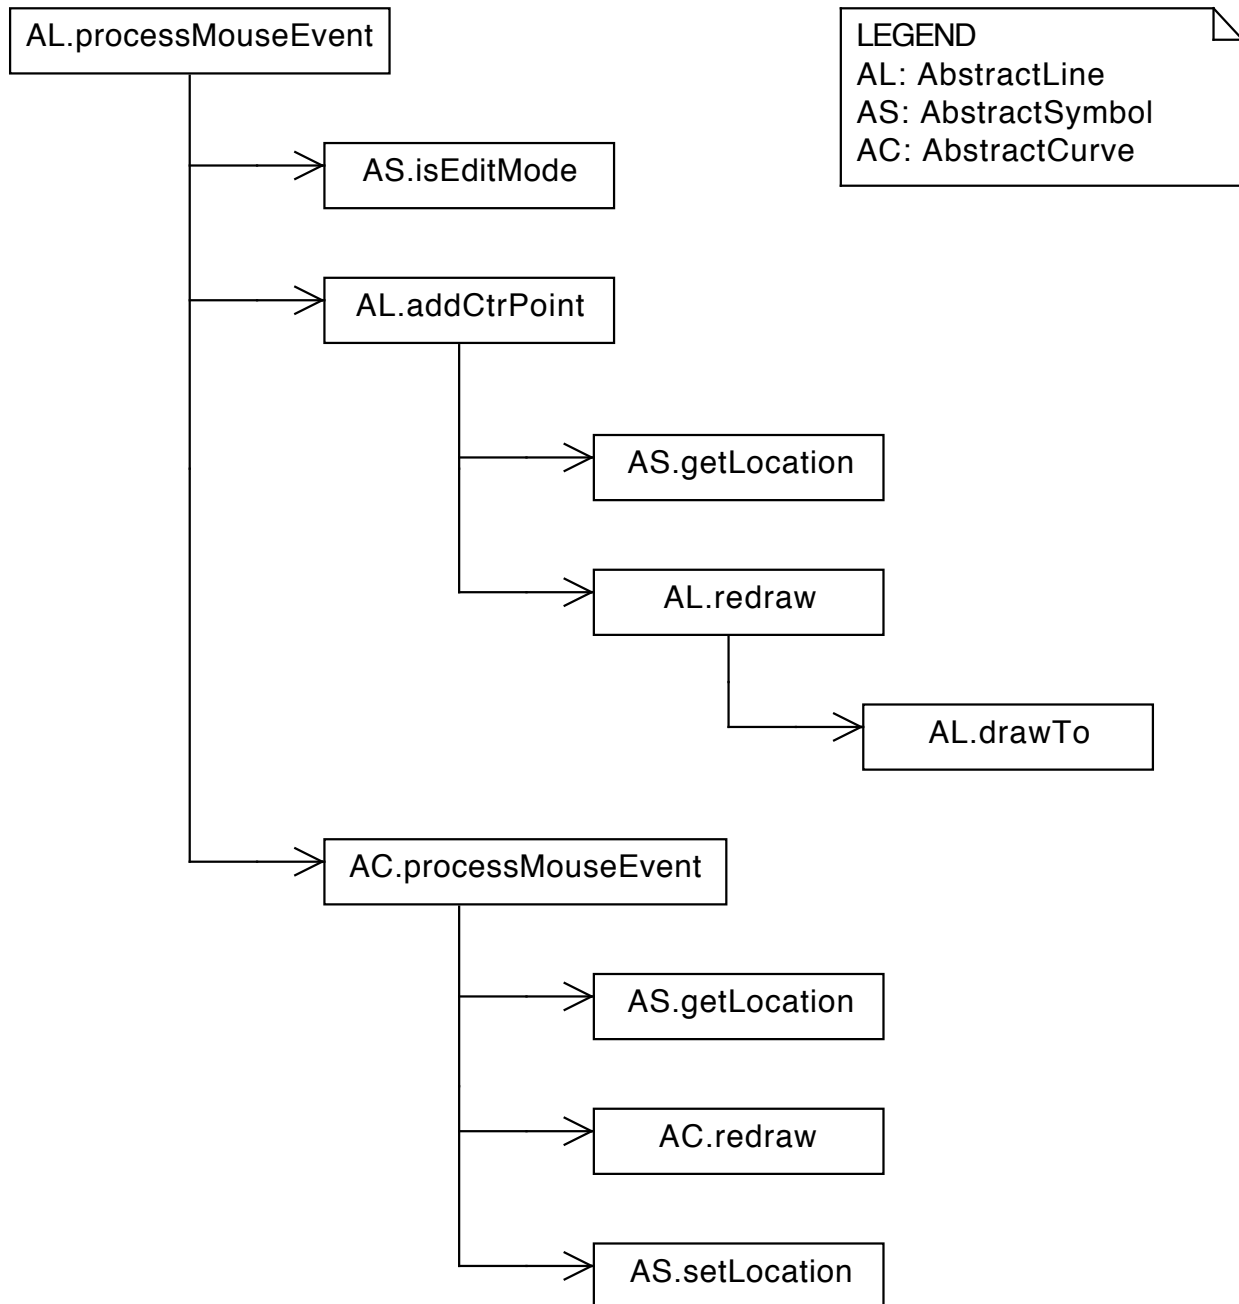 AL.processMouseEvent
LEGEND
AL: AbstractLine
AS: AbstractSymbol
AC: AbstractCurve
AS.isEditMode
AL.addCtrPoint
AS.getLocation
AL.redraw
AL.drawTo
AC.processMouseEvent
AS.getLocation
AC.redraw
AS.setLocation